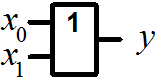 x₀ 1
x₁ y